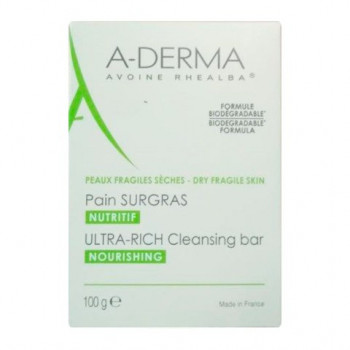 A-DERMA
AVOINE RHEALBA®
FORMULE
BIODÉGRADABLE*
BIODEGRADABLE*
FORMULA
PEAUX FRAGILES SÈCHES - DRY FRAGILE SKIN
Pain SURGRAS
NUTRITIF
ULTRA-RICH Cleansing bar
NOURISHING
100 g ℮
Made in France